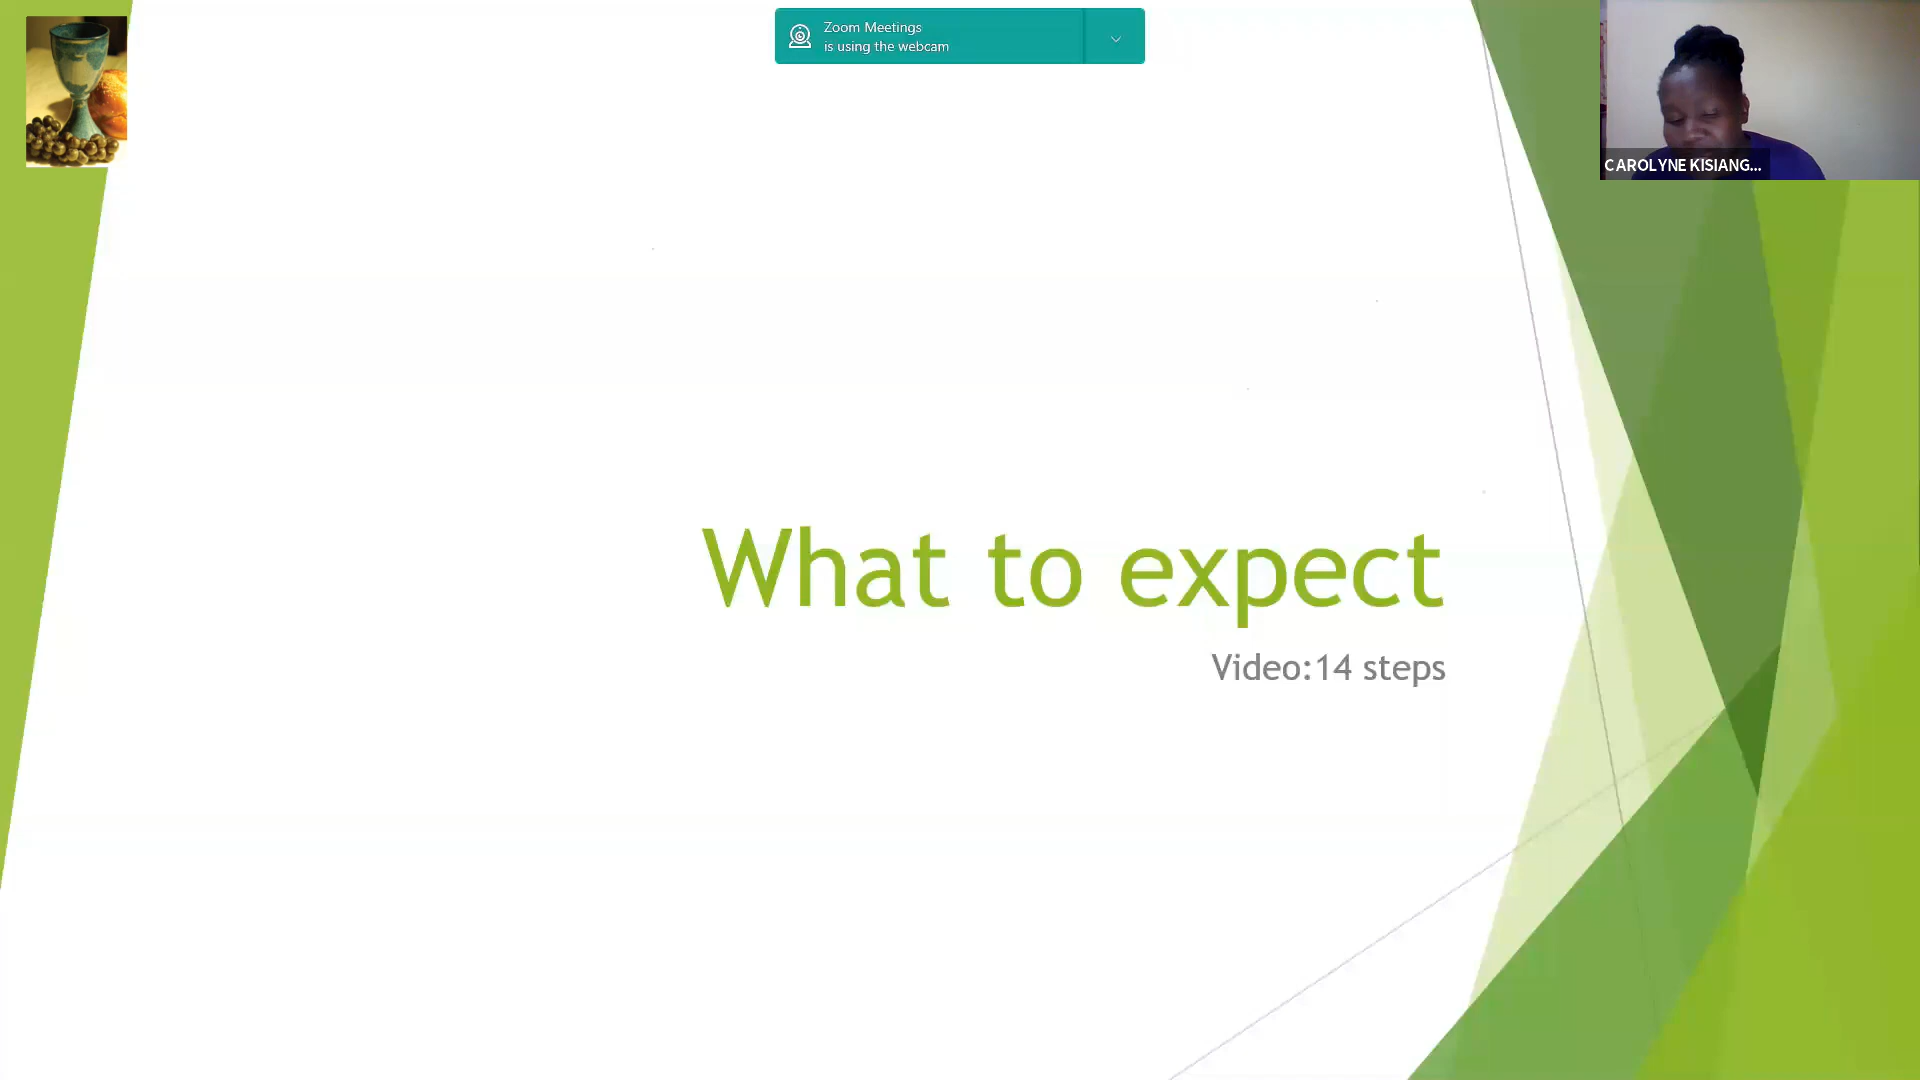 Zoom Meetings
is using the webcam
CAROLYNE KISIANG...
What to expect
Video:14 steps